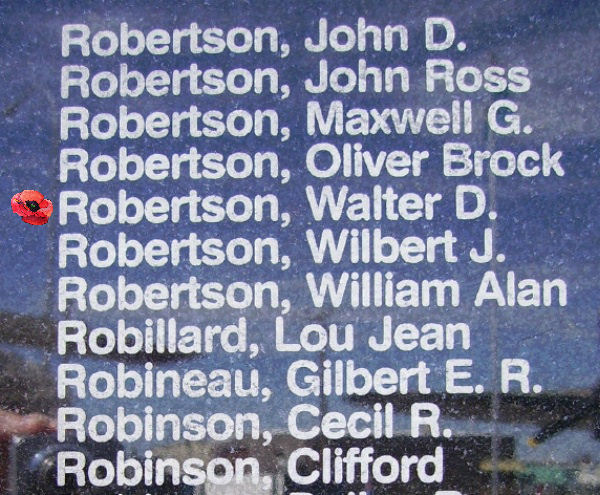 Robertson, John D.
Robertson, John Ross
Robertson, Maxwell G.
Robertson, Oliver Brock
Robertson, Walter D.
Robertson, Wilbert J.
Robertson, William Alan
Robillard, Lou Jean
Robineau, Gilbert E. R.
Robinson, Cecil R.
Robinson, Clifford